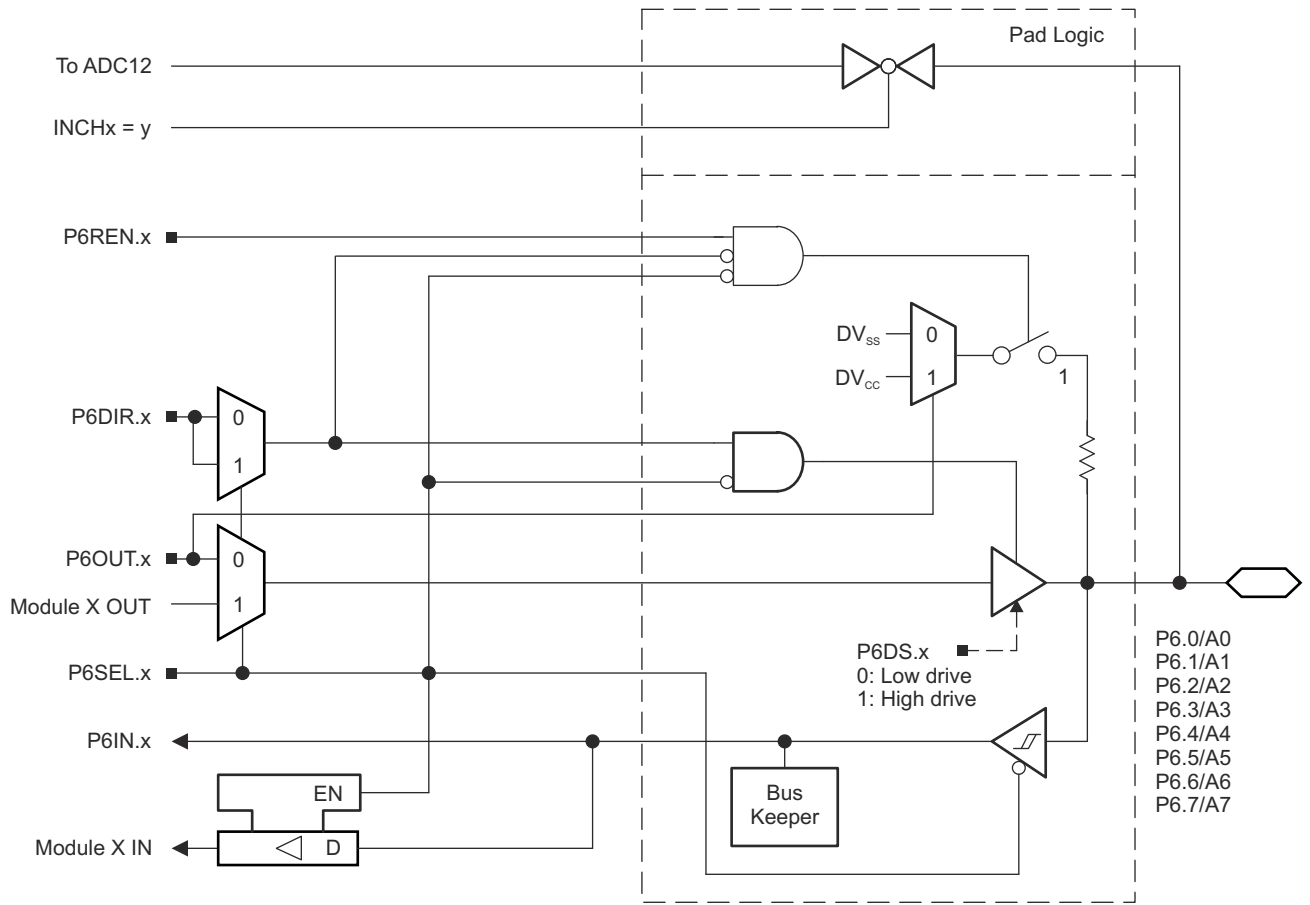 Pad Logic
To ADC12
INCHx = y
P6REN.x
DVSS
0
DVCC
1
1
P6DIR.x
0
1
P6OUT.x
0
Module X OUT
1
P6SEL.x
P6DS.x
0: Low drive
1: High drive
P6.0/A0
P6.1/A1
P6.2/A2
P6.3/A3
P6.4/A4
P6.5/A5
P6.6/A6
P6.7/A7
P6IN.x
EN
Bus
Keeper
Module X IN
D